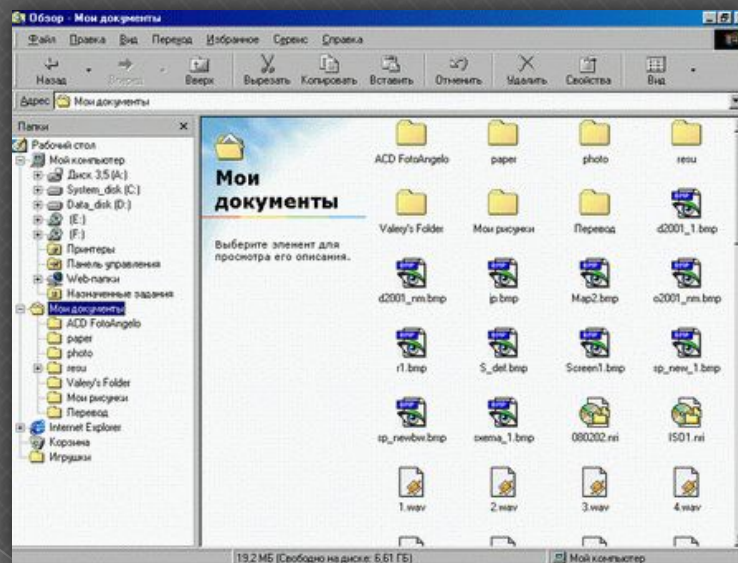 Обзор - Мои документы
Файл Правка Вид Переход Избранное Сервис Справка
Назад Вперед Вверх Вырезать Копировать Вставить Отменить Удалить Свойства Вид
Адрес Мои документы
Папки
Рабочий стол
Мой компьютер
Диск 3,5 (A:)
System_disk (C:)
Data_disk (D:)
(E:)
(F:)
Принтеры
Панель управления
Web-папки
Назначенные задания
Мои документы
ACD FotoAngelo
paper
photo
resu
Valery's Folder
Мои рисунки
Перевод
Internet Explorer
Корзина
Игрушки
Мои
документы
Выберите элемент для
просмотра его описания.
ACD FotoAngelo paper photo resu
Valery's Folder Мои рисунки Перевод d2001_1.bmp
d2001_nm.bmp jp.bmp Map2.bmp o2001_nm.bmp
r1.bmp S_def.bmp Screen1.bmp sp_new_1.bmp
sp_newbw.bmp sxema_1.bmp 080202.nri ISO1.nri
1.wav 2.wav 3.wav 4.wav
19,2 МБ (Свободно на диске: 6,61 ГБ) Мой компьютер